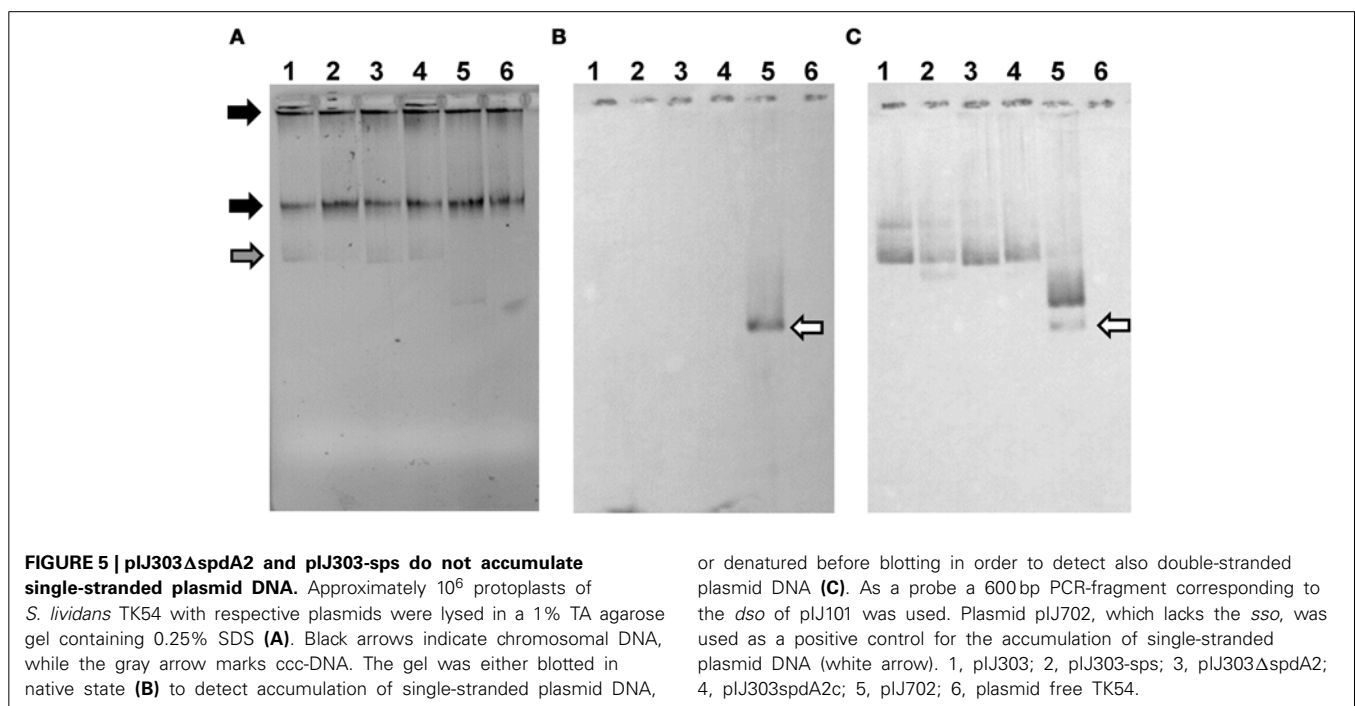 A
B
C
1 2 3 4 5 6
1 2 3 4 5 6
1 2 3 4 5 6
FIGURE 5 | pIJ303ΔspdA2 and pIJ303-sps do not accumulate
single-stranded plasmid DNA. Approximately 10⁶ protoplasts of
S. lividans TK54 with respective plasmids were lysed in a 1% TA agarose
gel containing 0.25% SDS (A). Black arrows indicate chromosomal DNA,
while the gray arrow marks ccc-DNA. The gel was either blotted in
native state (B) to detect accumulation of single-stranded plasmid DNA,
or denatured before blotting in order to detect also double-stranded
plasmid DNA (C). As a probe a 600 bp PCR-fragment corresponding to
the dso of pIJ101 was used. Plasmid pIJ702, which lacks the sso, was
used as a positive control for the accumulation of single-stranded
plasmid DNA (white arrow). 1, pIJ303; 2, pIJ303-sps; 3, pIJ303ΔspdA2;
4, pIJ303spdA2c; 5, pIJ702; 6, plasmid free TK54.